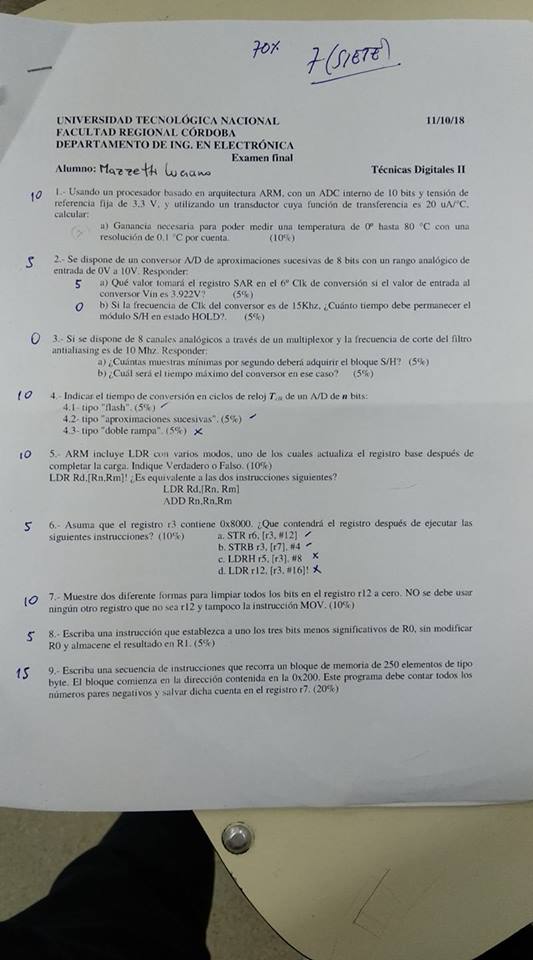 70%
7 (SIETE)
UNIVERSIDAD TECNOLÓGICA NACIONAL 11/10/18
FACULTAD REGIONAL CÓRDOBA
DEPARTAMENTO DE ING. EN ELECTRÓNICA
Examen final
Alumno: Mazzetti Luciano Técnicas Digitales II
10 1.- Usando un procesador basado en arquitectura ARM, con un ADC interno de 10 bits y tensión de
referencia fija de 3.3 V, y utilizando un transductor cuya función de transferencia es 20 uA/°C,
calcular:
a) Ganancia necesaria para poder medir una temperatura de 0° hasta 80 °C con una
resolución de 0.1 °C por cuenta. (10%)
5 2.- Se dispone de un conversor A/D de aproximaciones sucesivas de 8 bits con un rango analógico de
entrada de 0V a 10V. Responder:
5 a) Qué valor tomará el registro SAR en el 6° Clk de conversión si el valor de entrada al
conversor Vin es 3.922V? (5%)
0 b) Si la frecuencia de Clk del conversor es de 15Khz, ¿Cuánto tiempo debe permanecer el
módulo S/H en estado HOLD?. (5%)
0 3.- Si se dispone de 8 canales analógicos a través de un multiplexor y la frecuencia de corte del filtro
antialiasing es de 10 Mhz. Responder:
a) ¿Cuántas muestras mínimas por segundo deberá adquirir el bloque S/H? (5%)
b) ¿Cuál será el tiempo máximo del conversor en ese caso? (5%)
10 4.- Indicar el tiempo de conversión en ciclos de reloj de un A/D de n bits:
4.1- tipo "flash". (5%) ✓
4.2- tipo "aproximaciones sucesivas". (5%) ✓
4.3- tipo "doble rampa". (5%) ✗
10 5.- ARM incluye LDR con varios modos, uno de los cuales actualiza el registro base después de
completar la carga. Indique Verdadero o Falso. (10%)
LDR Rd,[Rn,Rm]! ¿Es equivalente a las dos instrucciones siguientes?
LDR Rd,[Rn, Rm]
ADD Rn,Rn,Rm
5 6.- Asuma que el registro r3 contiene 0x8000. ¿Que contendrá el registro después de ejecutar las
siguientes instrucciones? (10%) a. STR r6, [r3, #12] ✓
b. STRB r3, [r7], #4 ✓
c. LDRH r5, [r3], #8 ✗
d. LDR r12, [r3, #16]! ✗
10 7.- Muestre dos diferente formas para limpiar todos los bits en el registro r12 a cero. NO se debe usar
ningún otro registro que no sea r12 y tampoco la instrucción MOV. (10%)
5 8.- Escriba una instrucción que establezca a uno los tres bits menos significativos de R0, sin modificar
R0 y almacene el resultado en R1. (5%)
15 9.- Escriba una secuencia de instrucciones que recorra un bloque de memoria de 250 elementos de tipo
byte. El bloque comienza en la dirección contenida en la 0x200. Este programa debe contar todos los
números pares negativos y salvar dicha cuenta en el registro r7. (20%)